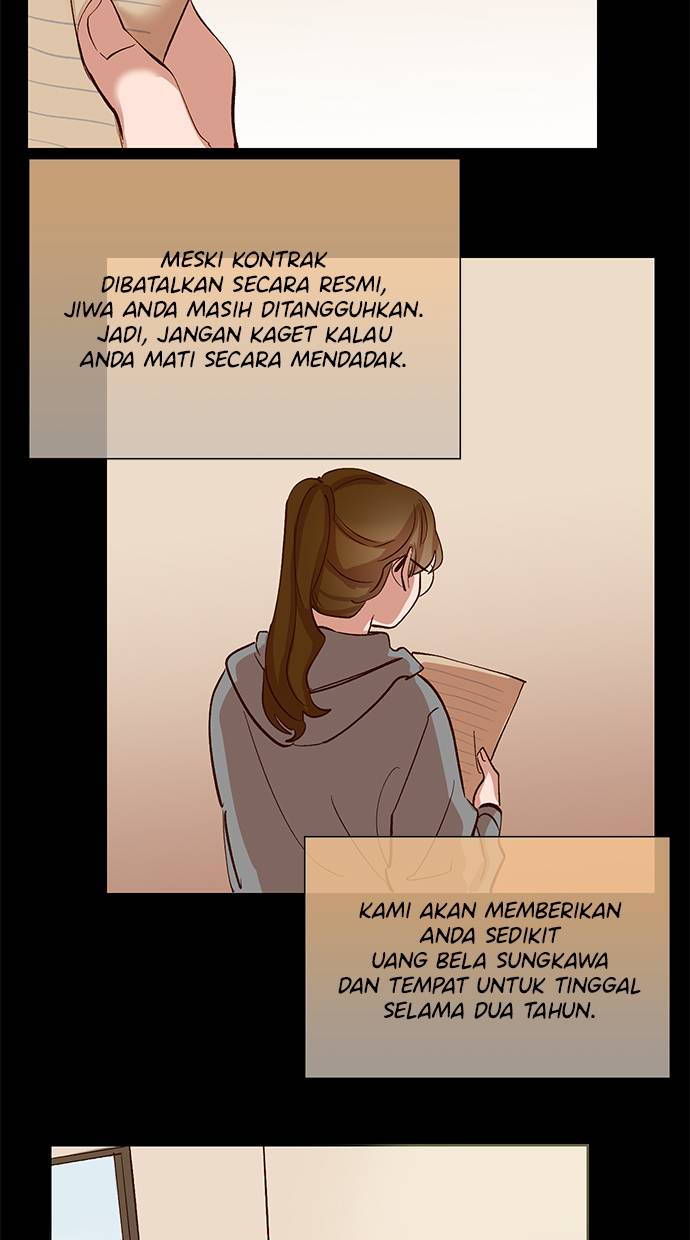 MESKI KONTRAK
DIBATALKAN SECARA RESMI,
JIWA ANDA MASIH DITANGGUHKAN.
JADI, JANGAN KAGET KALAU
ANDA MATI SECARA MENDADAK.
KAMI AKAN MEMBERIKAN
ANDA SEDIKIT
UANG BELA SUNGKAWA
DAN TEMPAT UNTUK TINGGAL
SELAMA DUA TAHUN.